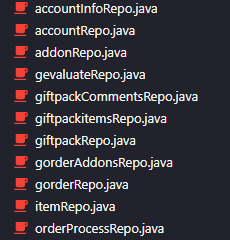 accountInfoRepo.java
accountRepo.java
addonRepo.java
gevaluateRepo.java
giftpackCommentsRepo.java
giftpackitemsRepo.java
giftpackRepo.java
gorderAddonsRepo.java
gorderRepo.java
itemRepo.java
orderProcessRepo.java